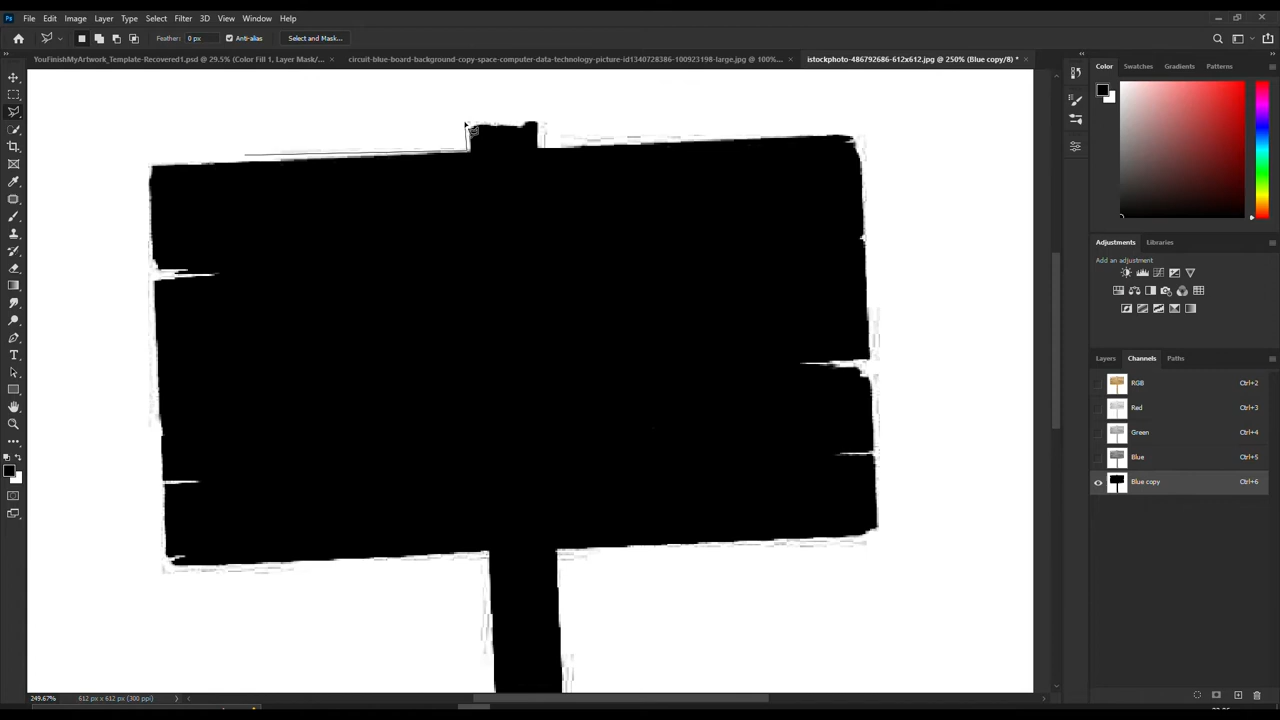 Ps File Edit Image Layer Type Select Filter 3D View Window Help
Feather: 0 px Anti-alias Select and Mask...
YouFinishMyArtwork_Template-Recovered1.psd @ 29.5% (Color Fill 1, Layer Mask/... × circuit-blue-board-background-copy-space-computer-data-technology-picture-id1340728386-100923198-large.jpg @ 100%... × istockphoto-486792686-612x612.jpg @ 250% (Blue copy/8) * ×
Color Swatches Gradients Patterns
Adjustments Libraries
Add an adjustment
Layers Channels Paths
RGB Ctrl+2
Red Ctrl+3
Green Ctrl+4
Blue Ctrl+5
Blue copy Ctrl+6
249.67% 612 px x 612 px (300 ppi)